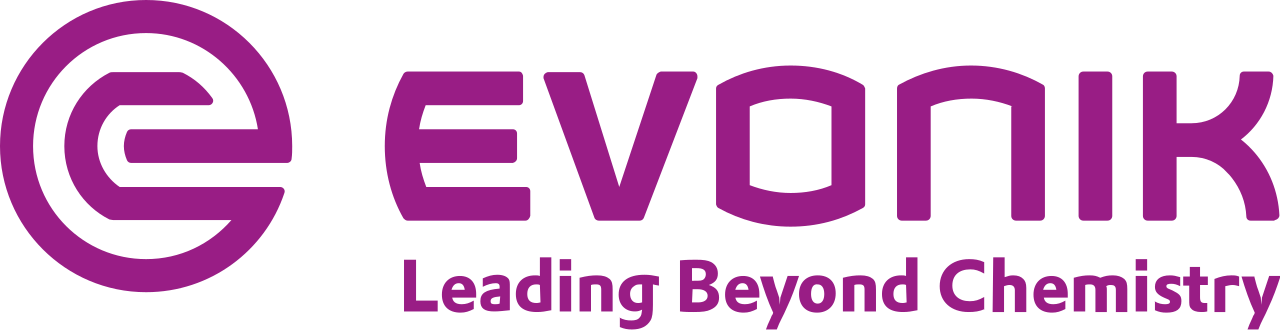 EVONIK
Leading Beyond Chemistry